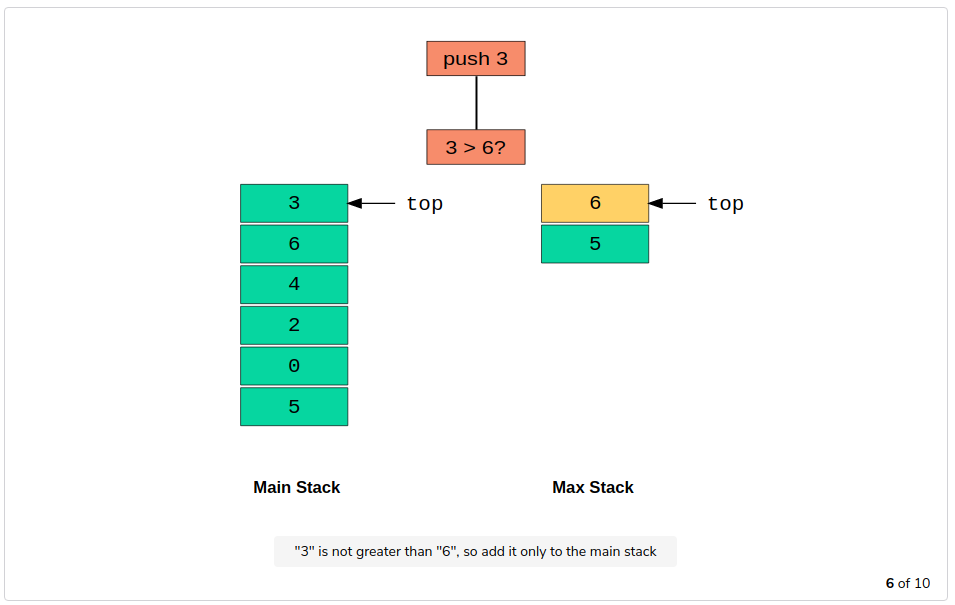 push 3
3 > 6?
3 top 6 top
6 5
4
2
0
5
Main Stack Max Stack
"3" is not greater than "6", so add it only to the main stack
6 of 10